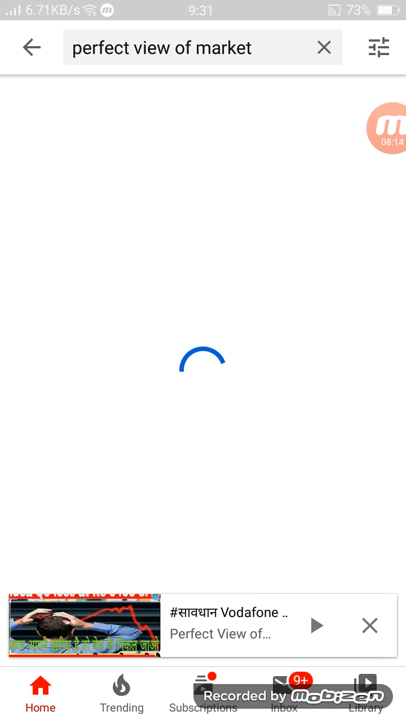 6.71KB/s 9:31 73%
perfect view of market
08:14
#सावधान Vodafone ..
Perfect View of...
9+
Home Trending Subscriptions Inbox Library
Recorded by mobizen